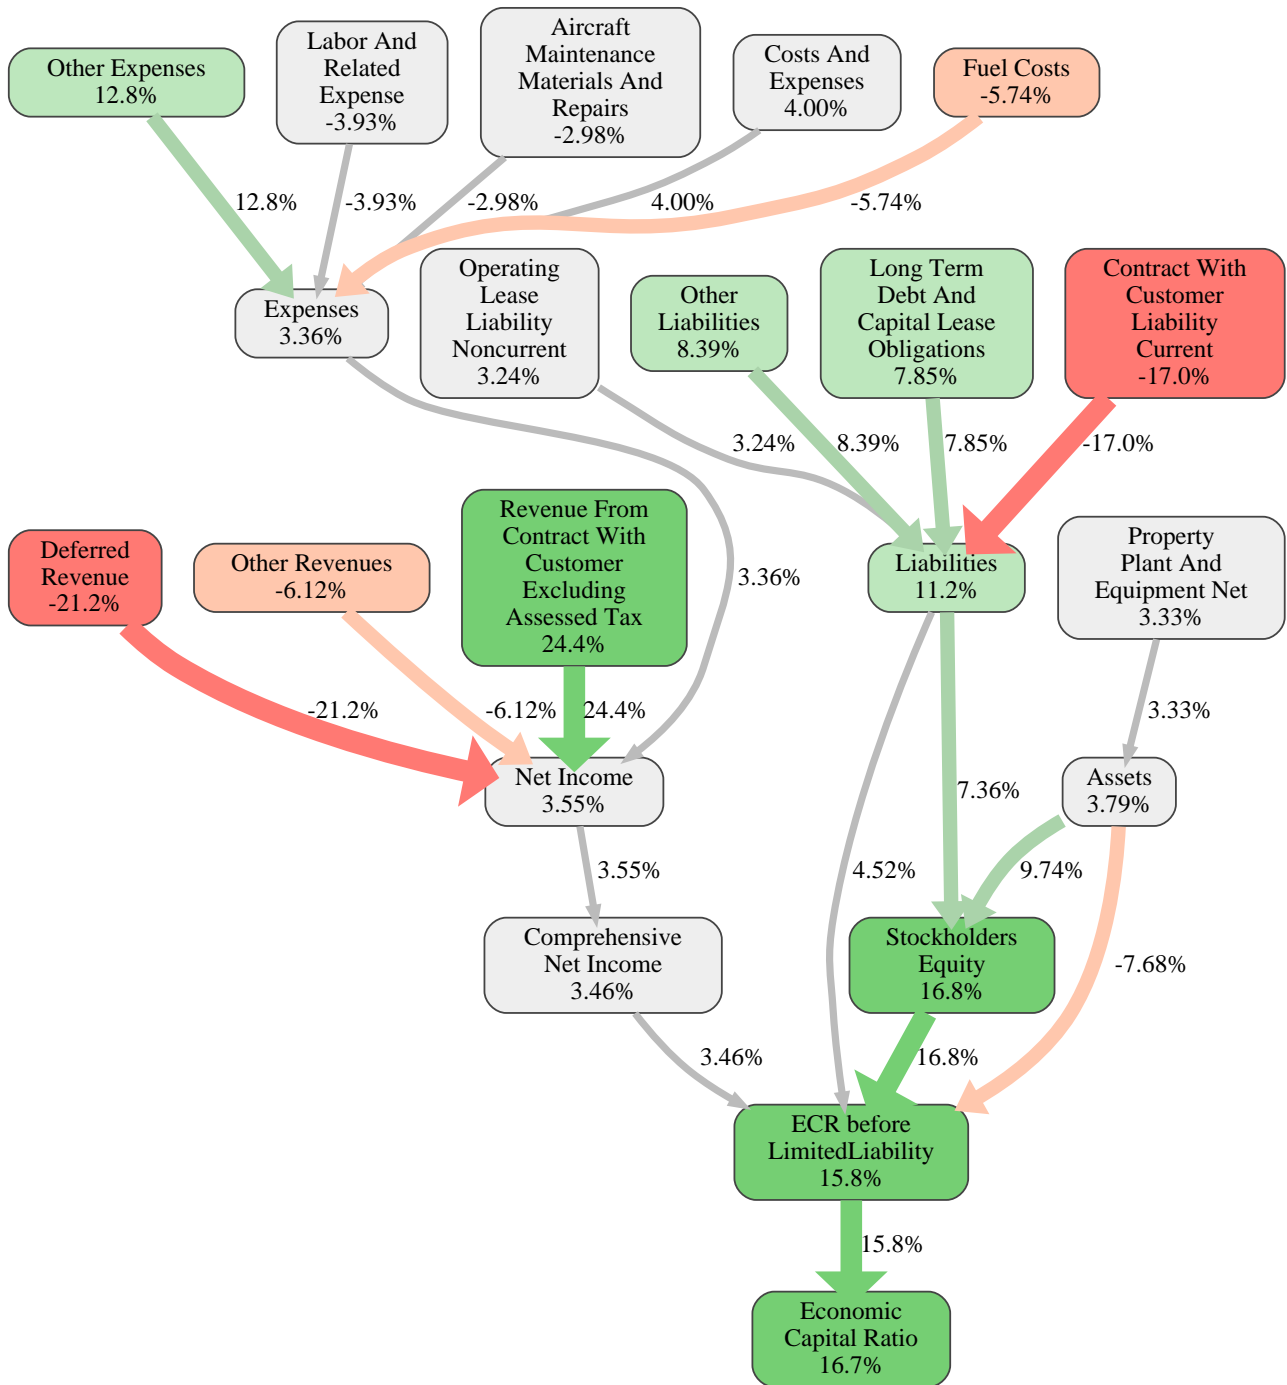 Other Expenses
12.8%
Labor And
Related
Expense
-3.93%
Aircraft
Maintenance
Materials And
Repairs
-2.98%
Costs And
Expenses
4.00%
Fuel Costs
-5.74%
12.8%
-3.93%
-2.98%
4.00%
-5.74%
Expenses
3.36%
Operating
Lease
Liability
Noncurrent
3.24%
Other
Liabilities
8.39%
Long Term
Debt And
Capital Lease
Obligations
7.85%
Contract With
Customer
Liability
Current
-17.0%
3.24%
8.39%
7.85%
-17.0%
Deferred
Revenue
-21.2%
Other Revenues
-6.12%
Revenue From
Contract With
Customer
Excluding
Assessed Tax
24.4%
3.36%
Liabilities
11.2%
Property
Plant And
Equipment Net
3.33%
-21.2%
-6.12%
24.4%
3.33%
Net Income
3.55%
7.36%
Assets
3.79%
3.55%
4.52%
9.74%
Comprehensive
Net Income
3.46%
Stockholders
Equity
16.8%
-7.68%
3.46%
16.8%
ECR before
LimitedLiability
15.8%
15.8%
Economic
Capital Ratio
16.7%